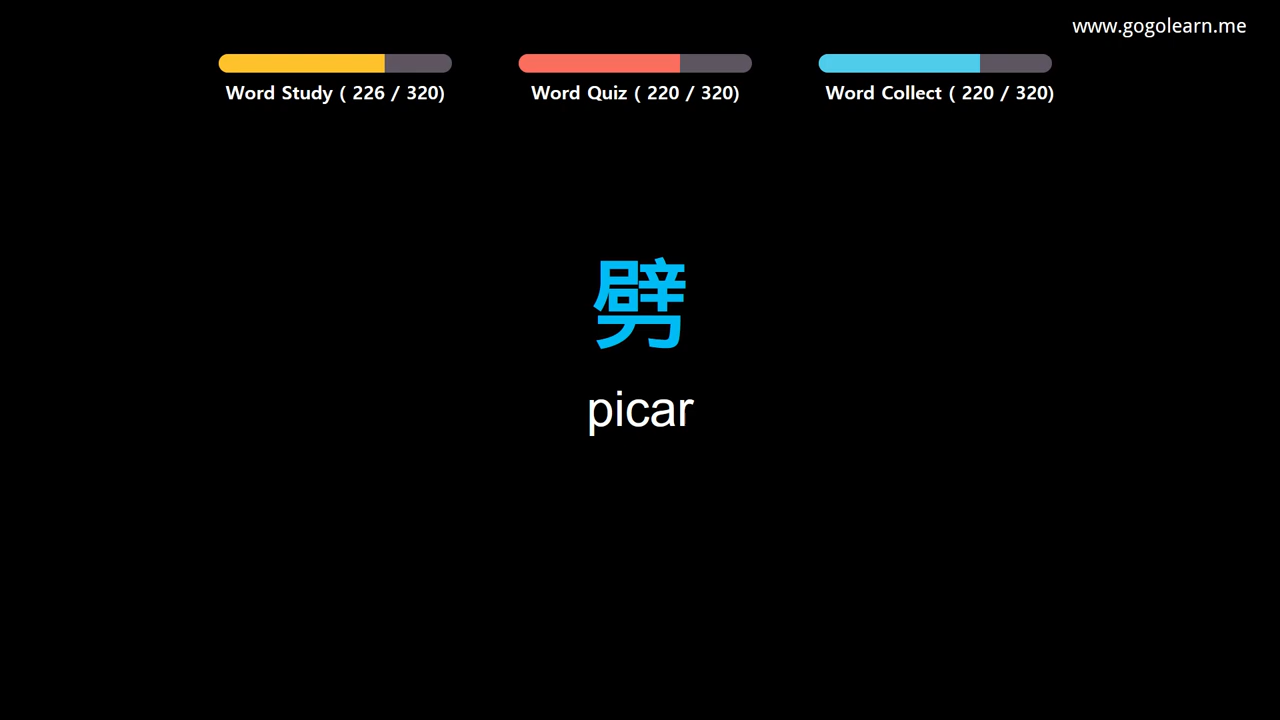 www.gogolearn.me
Word Study ( 226 / 320)
Word Quiz ( 220 / 320)
Word Collect ( 220 / 320)
劈
picar